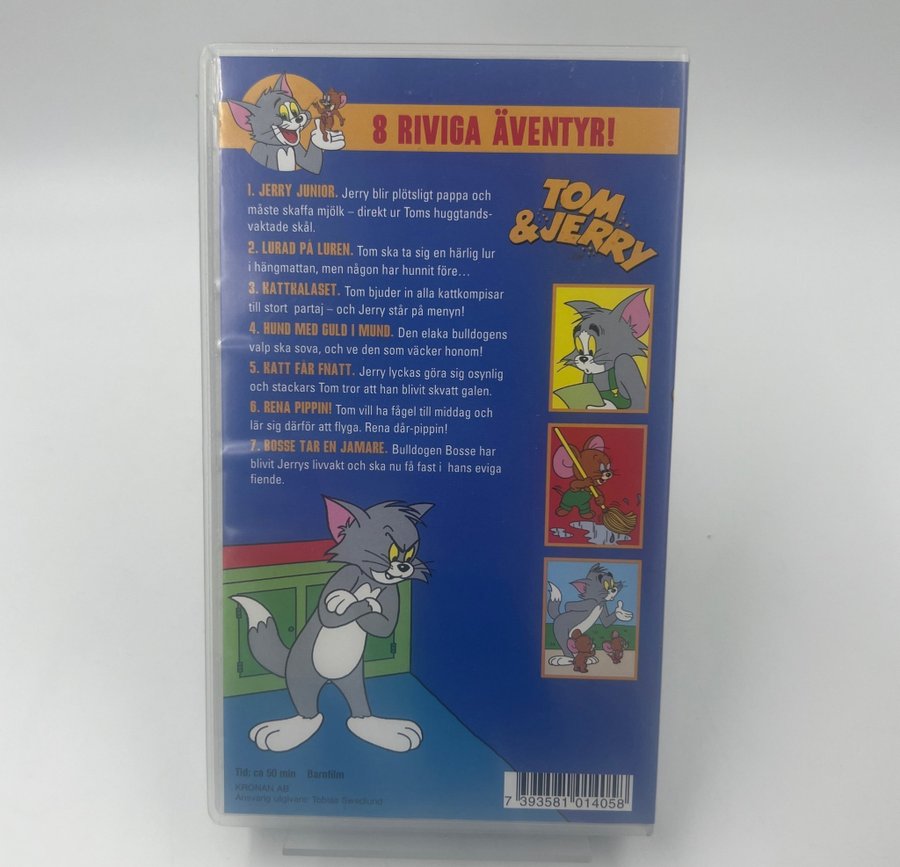 8 RIVIGA ÄVENTYR!
TOM
& JERRY
1. JERRY JUNIOR. Jerry blir plötsligt pappa och
måste skaffa mjölk – direkt ur Toms huggtands-
vaktade skål.
2. LURAD PÅ LUREN. Tom ska ta sig en härlig lur
i hängmattan, men någon har hunnit före...
3. KATTKALASET. Tom bjuder in alla kattkompisar
till stort partaj – och Jerry står på menyn!
4. HUND MED GULD I MUND. Den elaka bulldogens
valp ska sova, och ve den som väcker honom!
5. KATT FÅR FNATT. Jerry lyckas göra sig osynlig
och stackars Tom tror att han blivit skvatt galen.
6. RENA PIPPIN! Tom vill ha fågel till middag och
lär sig därför att flyga. Rena dår-pippin!
7. BOSSE TAR EN JAMARE. Bulldogen Bosse har
blivit Jerrys livvakt och ska nu få fast i hans eviga
fiende.
Tid: ca 50 min Barnfilm
KRONAN AB
Ansvarig utgivare: Tobias Swedlund
7 393581 014058